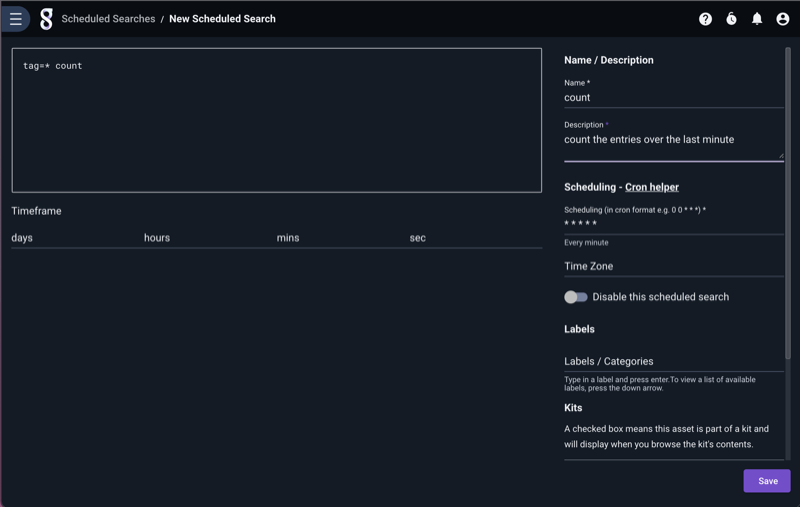 Scheduled Searches / New Scheduled Search
tag=* count
Timeframe
days hours mins sec
Name / Description
Name *
count
Description *
count the entries over the last minute
Scheduling - Cron helper
Scheduling (in cron format e.g. 0 0 * * *) *
* * * * *
Every minute
Time Zone
Disable this scheduled search
Labels
Labels / Categories
Type in a label and press enter.To view a list of available
labels, press the down arrow.
Kits
A checked box means this asset is part of a kit and
will display when you browse the kit's contents.
Save